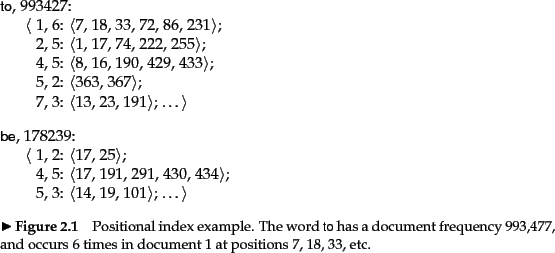 to, 993427:
⟨ 1, 6: ⟨7, 18, 33, 72, 86, 231⟩;
2, 5: ⟨1, 17, 74, 222, 255⟩;
4, 5: ⟨8, 16, 190, 429, 433⟩;
5, 2: ⟨363, 367⟩;
7, 3: ⟨13, 23, 191⟩; … ⟩
be, 178239:
⟨ 1, 2: ⟨17, 25⟩;
4, 5: ⟨17, 191, 291, 430, 434⟩;
5, 3: ⟨14, 19, 101⟩; … ⟩
► Figure 2.1 Positional index example. The word to has a document frequency 993,477,
and occurs 6 times in document 1 at positions 7, 18, 33, etc.